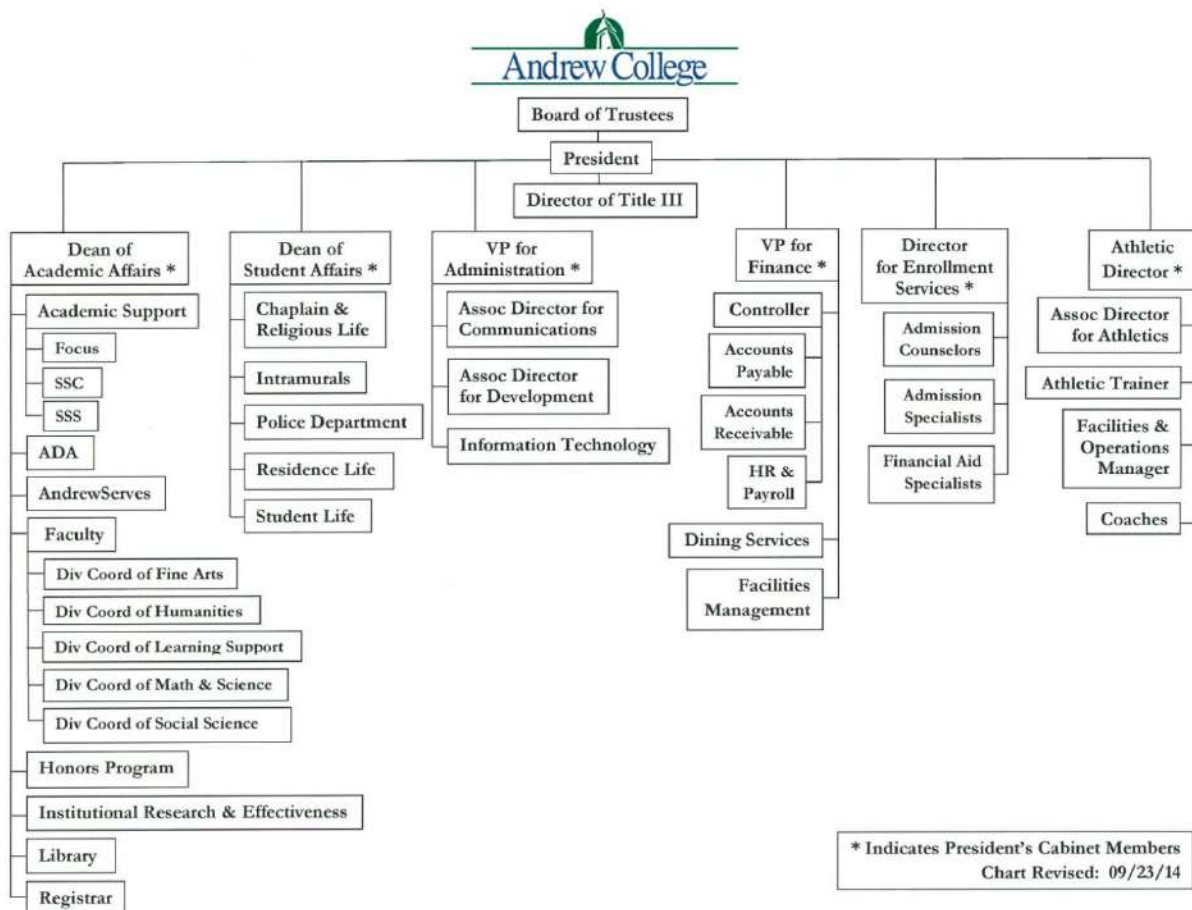 Andrew College
Board of Trustees
President
Director of Title III
Dean of
Academic Affairs *
Academic Support
Focus
SSC
SSS
ADA
AndrewServes
Faculty
Div Coord of Fine Arts
Div Coord of Humanities
Div Coord of Learning Support
Div Coord of Math & Science
Div Coord of Social Science
Honors Program
Institutional Research & Effectiveness
Library
Registrar
Dean of
Student Affairs *
Chaplain &
Religious Life
Intramurals
Police Department
Residence Life
Student Life
VP for
Administration *
Assoc Director for
Communications
Assoc Director
for Development
Information Technology
VP for
Finance *
Controller
Accounts
Payable
Accounts
Receivable
HR &
Payroll
Dining Services
Facilities
Management
Director
for Enrollment
Services *
Admission
Counselors
Admission
Specialists
Financial Aid
Specialists
Athletic
Director *
Assoc Director
for Athletics
Athletic Trainer
Facilities &
Operations
Manager
Coaches
* Indicates President's Cabinet Members
Chart Revised: 09/23/14